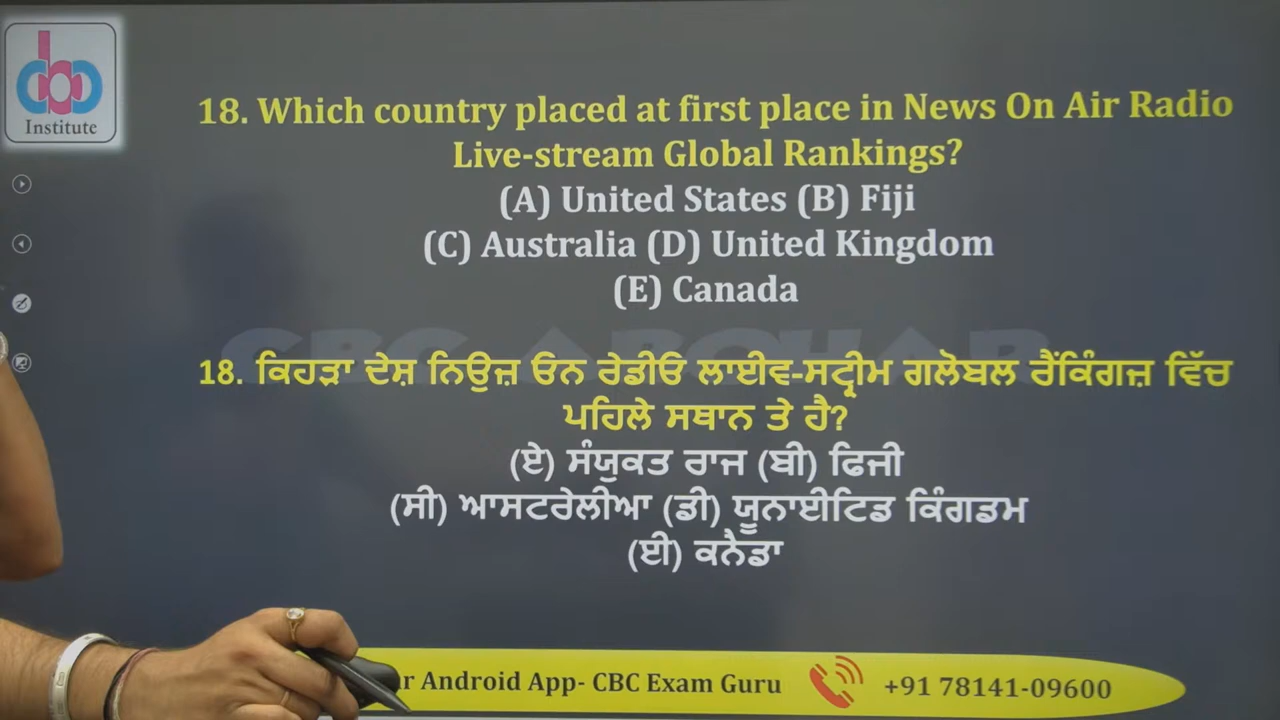 Institute
18. Which country placed at first place in News On Air Radio
Live-stream Global Rankings?
(A) United States (B) Fiji
(C) Australia (D) United Kingdom
(E) Canada
CBC ABOHAR
18. ਕਿਹੜਾ ਦੇਸ਼ ਨਿਊਜ਼ ਓਨ ਰੇਡੀਓ ਲਾਈਵ-ਸਟ੍ਰੀਮ ਗਲੋਬਲ ਰੈਂਕਿੰਗਜ਼ ਵਿੱਚ
ਪਹਿਲੇ ਸਥਾਨ ਤੇ ਹੈ?
(ਏ) ਸੰਯੁਕਤ ਰਾਜ (ਬੀ) ਫਿਜੀ
(ਸੀ) ਆਸਟਰੇਲੀਆ (ਡੀ) ਯੂਨਾਈਟਿਡ ਕਿੰਗਡਮ
(ਈ) ਕਨੈਡਾ
Android App- CBC Exam Guru +91 78141-09600